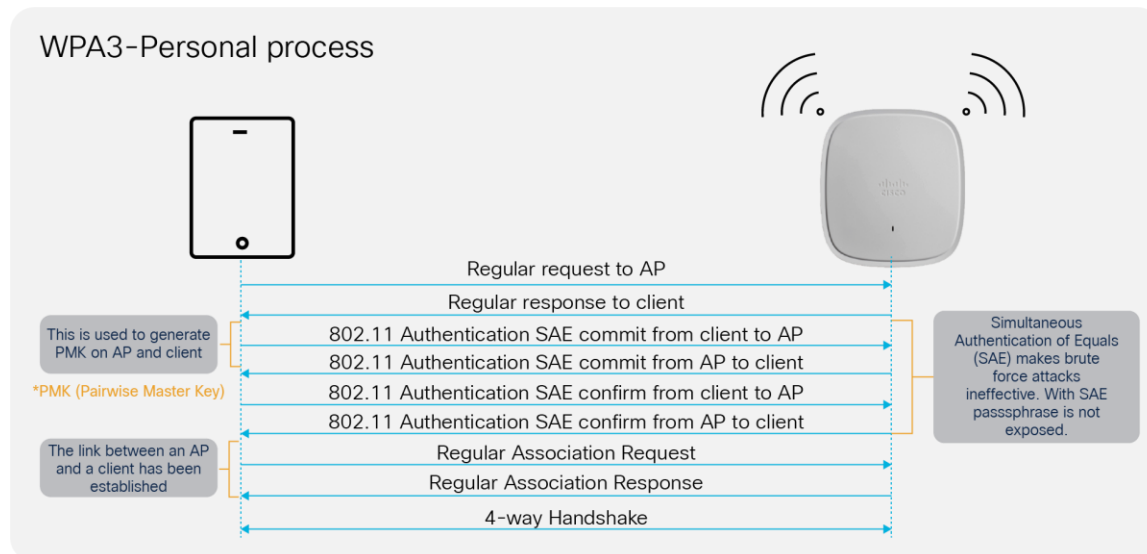 WPA3-Personal process
cisco
Regular request to AP
Regular response to client
This is used to generate
PMK on AP and client
*PMK (Pairwise Master Key)
802.11 Authentication SAE commit from client to AP
802.11 Authentication SAE commit from AP to client
802.11 Authentication SAE confirm from client to AP
802.11 Authentication SAE confirm from AP to client
Simultaneous
Authentication of Equals
(SAE) makes brute
force attacks
ineffective. With SAE
passsphrase is not
exposed.
The link between an AP
and a client has been
established
Regular Association Request
Regular Association Response
4-way Handshake